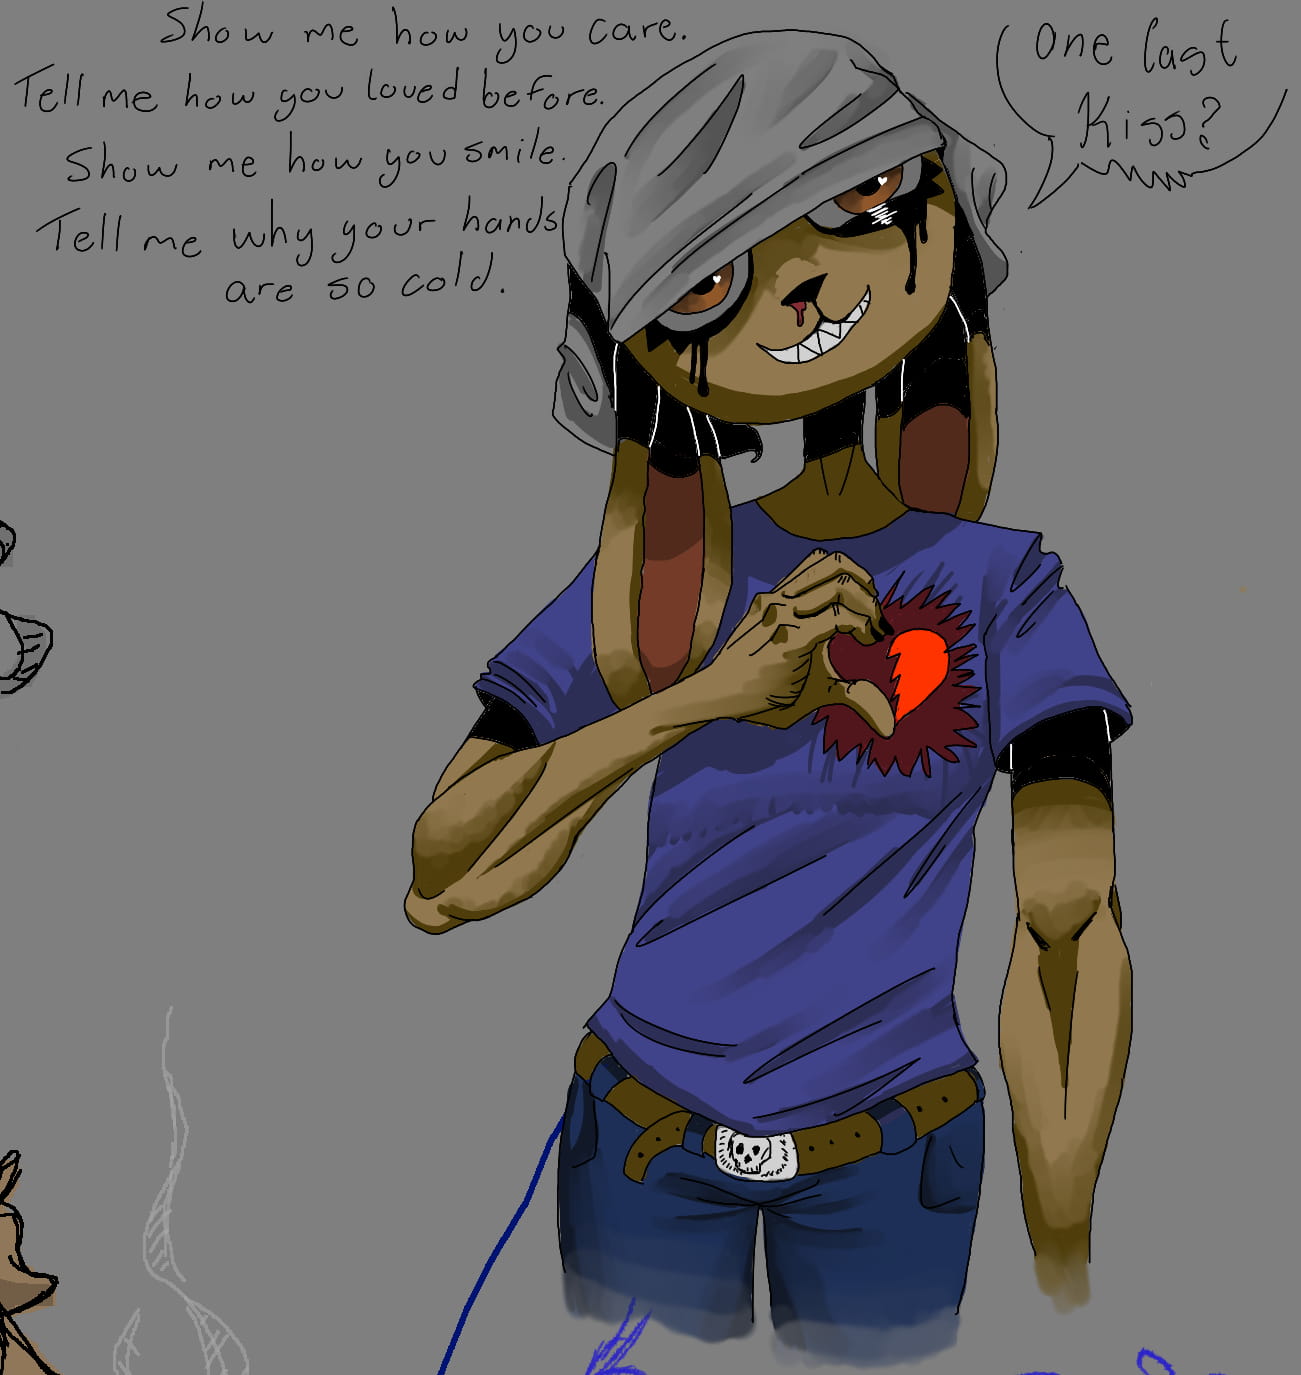 Show me how you care.
Tell me how you loved before.
Show me how you smile.
Tell me why your hands
are so cold.
One last
Kiss?